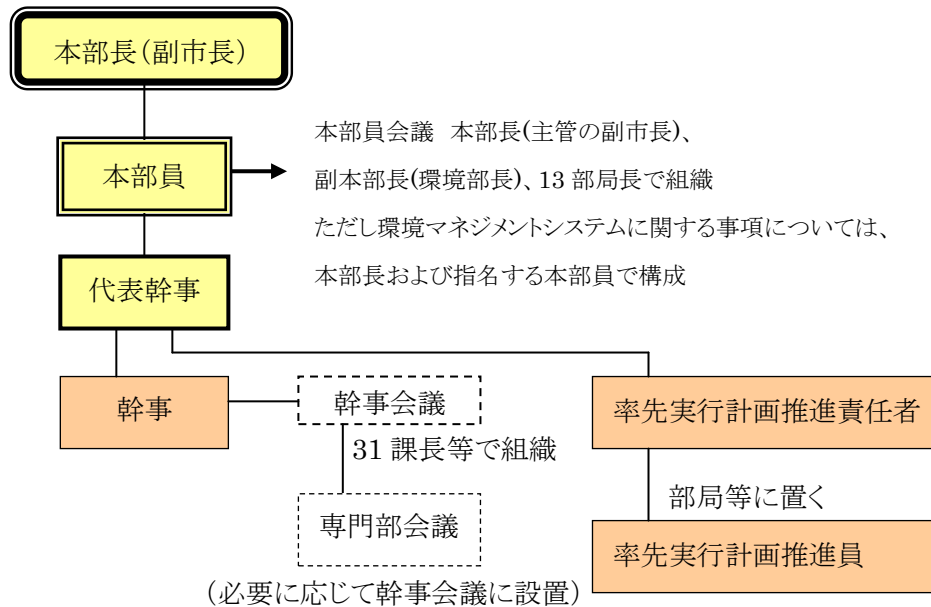 本部長(副市長)
本部員
本部員会議 本部長(主管の副市長)、
副本部長(環境部長)、13 部局長で組織
ただし環境マネジメントシステムに関する事項については、
本部長および指名する本部員で構成
代表幹事
幹事
幹事会議
31 課長等で組織
専門部会議
(必要に応じて幹事会議に設置)
率先実行計画推進責任者
部局等に置く
率先実行計画推進員